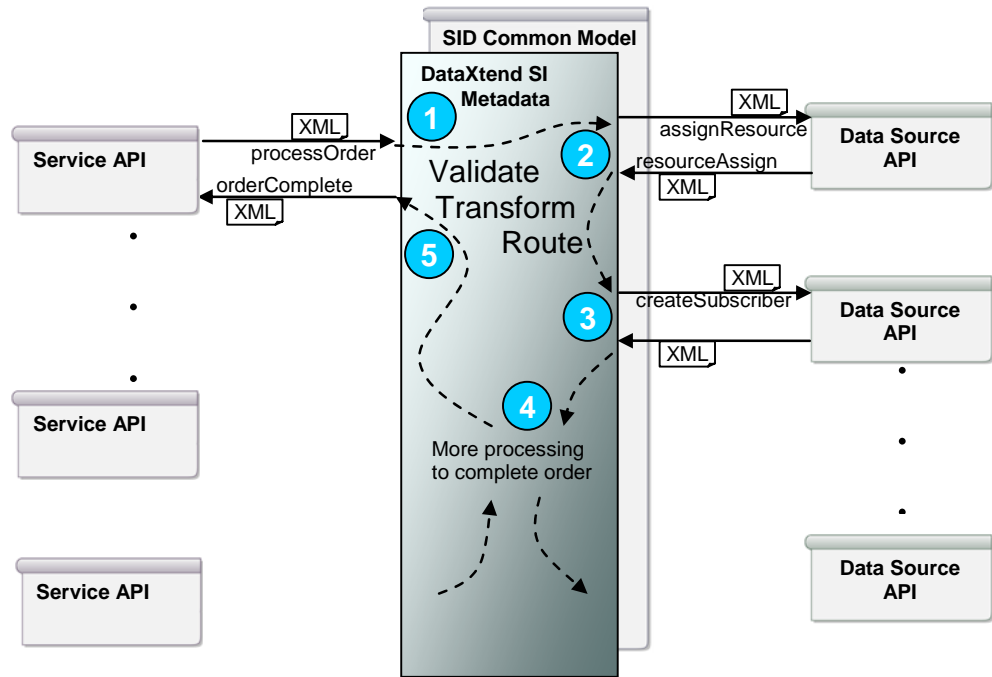 SID Common Model
DataXtend SI
Metadata
1
XML
processOrder
Service API
orderComplete
XML
XML
assignResource
2
resourceAssign
XML
Data Source
API
Validate
Transform
Route
5
XML
createSubscriber
3
XML
Data Source
API
4
More processing
to complete order
Service API
Service API
Data Source
API